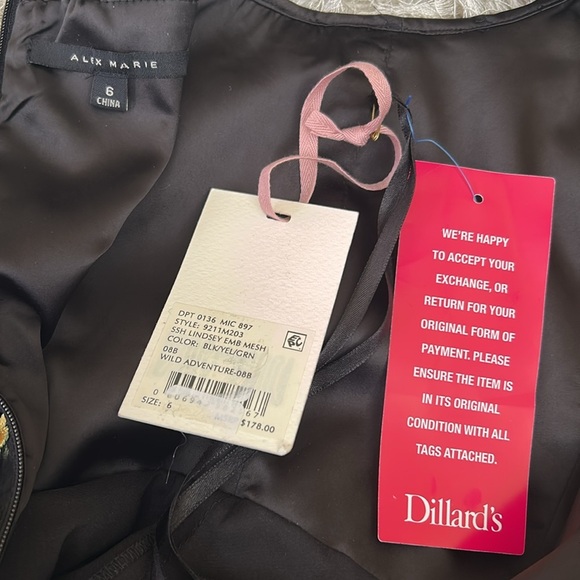 ALEX MARIE
6
CHINA
DPT 0136 MIC 897
STYLE: 9211M203
SSH LINDSEY EMB MESH
COLOR: BLK/YEL/GRN
08B
WILD ADVENTURE-08B
SIZE: 6
$178.00
WE'RE HAPPY
TO ACCEPT YOUR
EXCHANGE, OR
RETURN FOR YOUR
ORIGINAL FORM OF
PAYMENT. PLEASE
ENSURE THE ITEM IS
IN ITS ORIGINAL
CONDITION WITH ALL
TAGS ATTACHED.
Dillard's